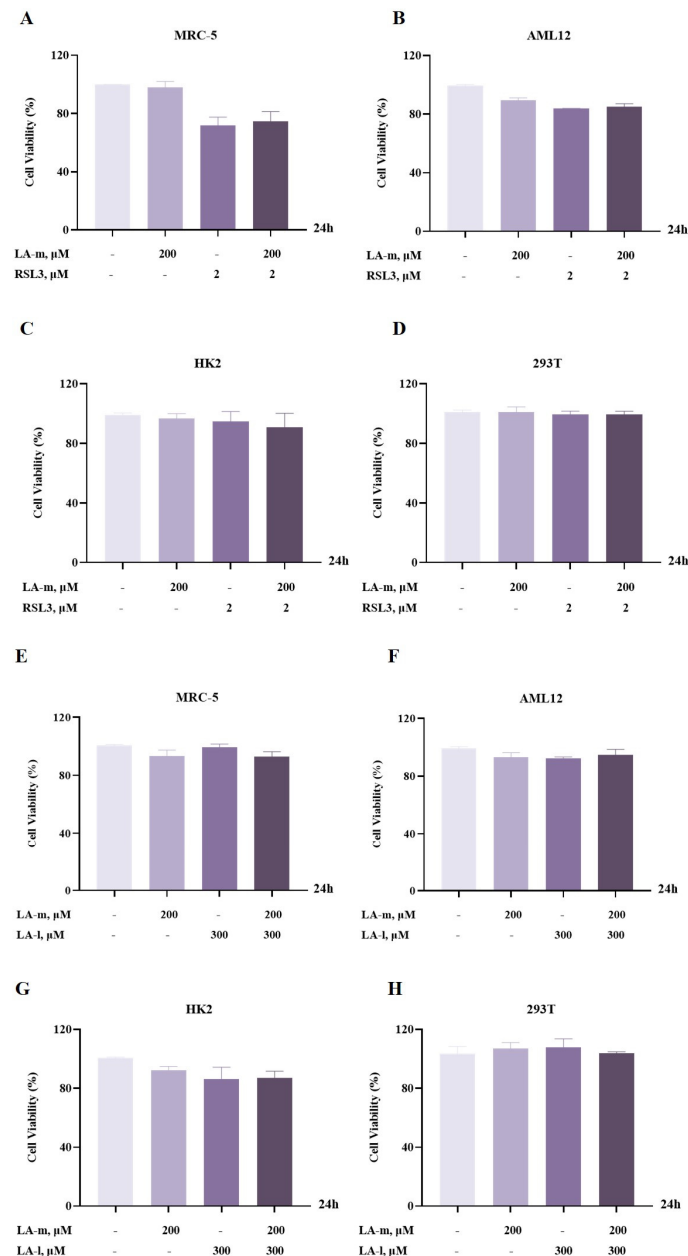 A
MRC-5
120
80
40
0
Cell Viability (%)
24h
LA-m, μM - 200 - 200
RSL3, μM - - 2 2
B
AML12
120
80
40
0
Cell Viability (%)
24h
LA-m, μM - 200 - 200
RSL3, μM - - 2 2
C
HK2
120
80
40
0
Cell Viability (%)
24h
LA-m, μM - 200 - 200
RSL3, μM - - 2 2
D
293T
120
80
40
0
Cell Viability (%)
24h
LA-m, μM - 200 - 200
RSL3, μM - - 2 2
E
MRC-5
120
80
40
0
Cell Viability (%)
24h
LA-m, μM - 200 - 200
LA-l, μM - - 300 300
F
AML12
120
80
40
0
Cell Viability (%)
24h
LA-m, μM - 200 - 200
LA-l, μM - - 300 300
G
HK2
120
80
40
0
Cell Viability (%)
24h
LA-m, μM - 200 - 200
LA-l, μM - - 300 300
H
293T
120
80
40
0
Cell Viability (%)
24h
LA-m, μM - 200 - 200
LA-l, μM - - 300 300